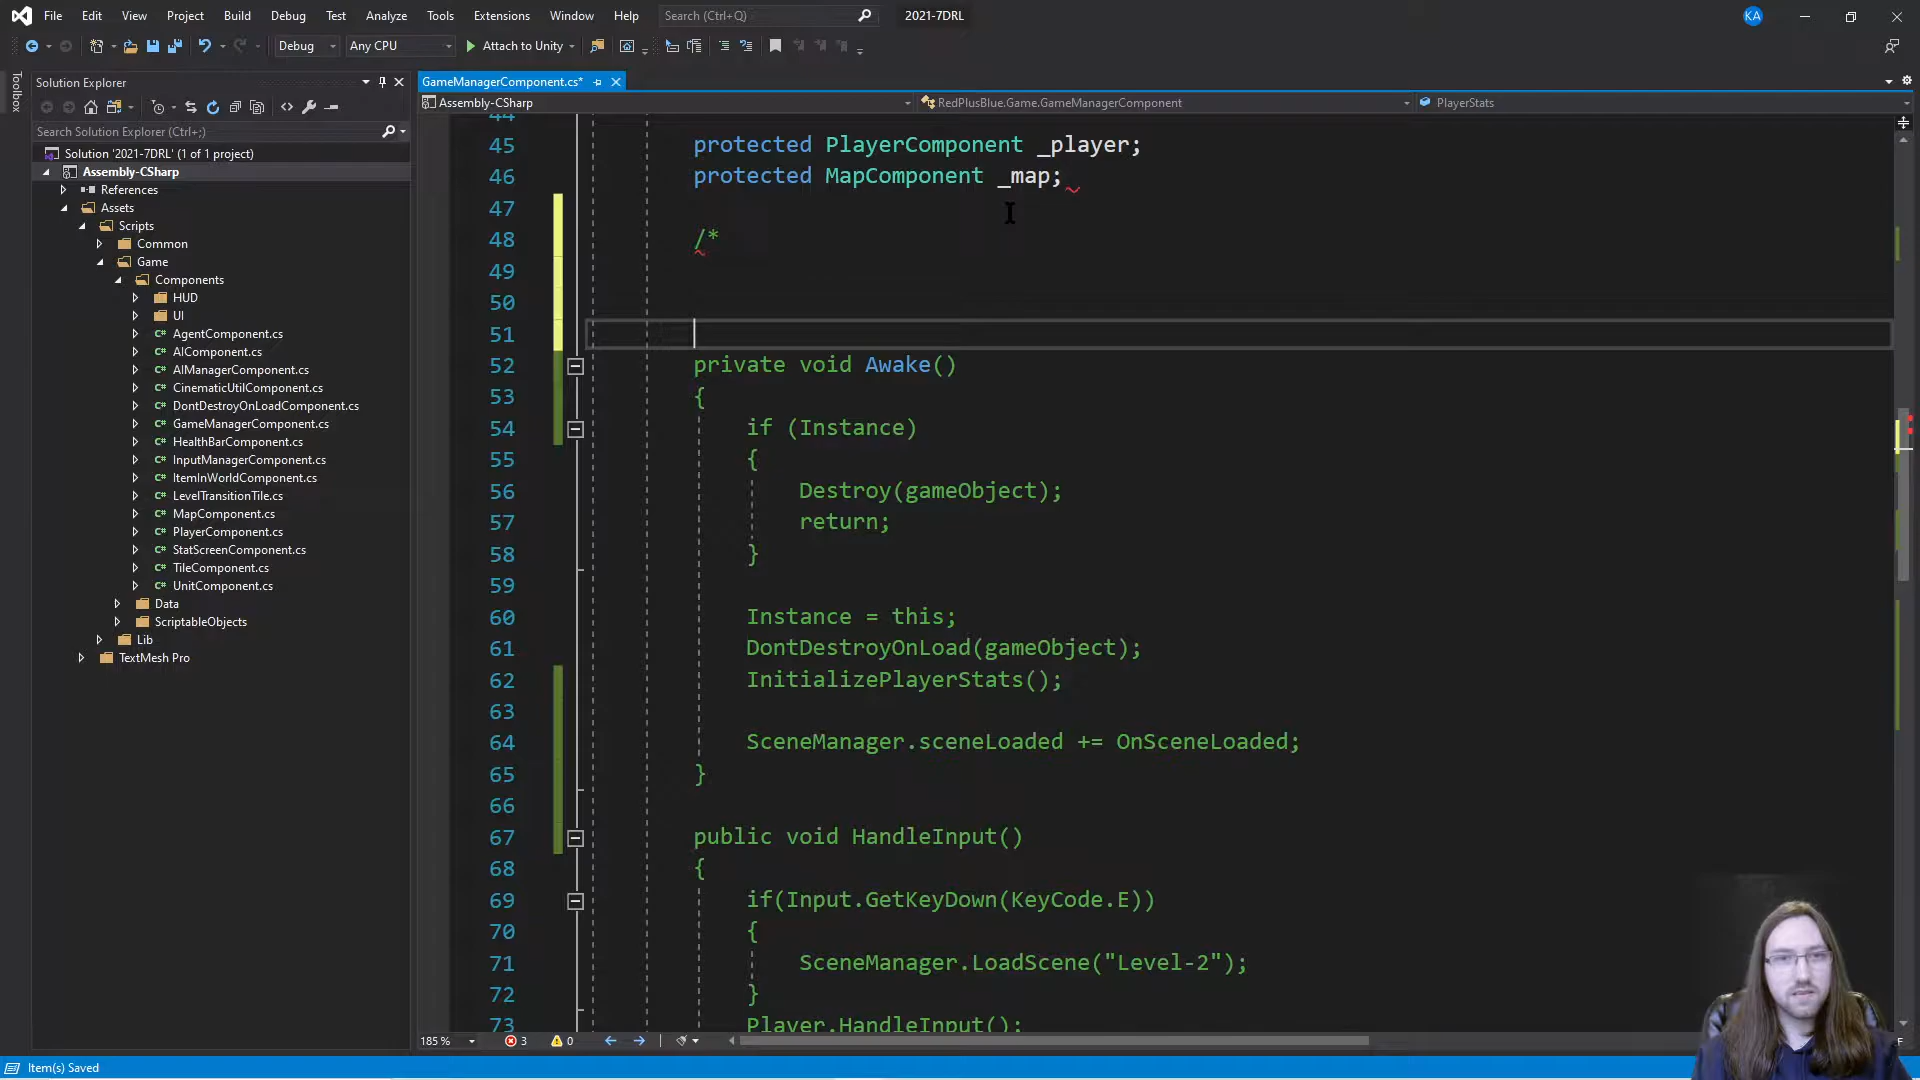 File Edit View Project Build Debug Test Analyze Tools Extensions Window Help Search (Ctrl+Q) 2021-7DRL KA
Debug Any CPU Attach to Unity
Toolbox
Solution Explorer
Search Solution Explorer (Ctrl+;)
Solution '2021-7DRL' (1 of 1 project)
Assembly-CSharp
References
Assets
Scripts
Common
Game
Components
HUD
UI
AgentComponent.cs
AIComponent.cs
AIManagerComponent.cs
CinematicUtilComponent.cs
DontDestroyOnLoadComponent.cs
GameManagerComponent.cs
HealthBarComponent.cs
InputManagerComponent.cs
ItemInWorldComponent.cs
LevelTransitionTile.cs
MapComponent.cs
PlayerComponent.cs
StatScreenComponent.cs
TileComponent.cs
UnitComponent.cs
Data
ScriptableObjects
Lib
TextMesh Pro
GameManagerComponent.cs*
Assembly-CSharp RedPlusBlue.Game.GameManagerComponent PlayerStats
44
45 protected PlayerComponent _player;
46 protected MapComponent _map;
47
48 /*
49
50
51
52 private void Awake()
53 {
54 if (Instance)
55 {
56 Destroy(gameObject);
57 return;
58 }
59
60 Instance = this;
61 DontDestroyOnLoad(gameObject);
62 InitializePlayerStats();
63
64 SceneManager.sceneLoaded += OnSceneLoaded;
65 }
66
67 public void HandleInput()
68 {
69 if(Input.GetKeyDown(KeyCode.E))
70 {
71 SceneManager.LoadScene("Level-2");
72 }
73 Player.HandleInput();
185 % 3 0
Item(s) Saved